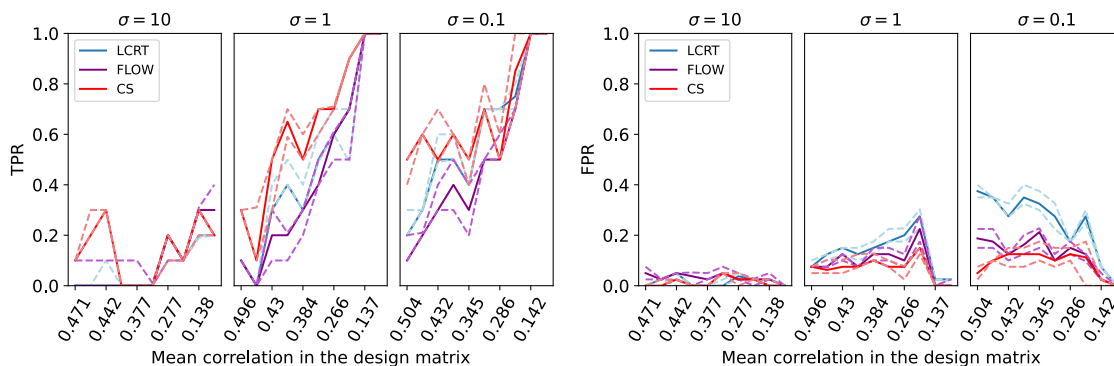 σ = 10
σ = 1
σ = 0.1
TPR
1.0
0.8
0.6
0.4
0.2
0.0
LCRT
FLOW
CS
0.471
0.442
0.377
0.277
0.138
0.496
0.43
0.384
0.266
0.137
0.504
0.432
0.345
0.286
0.142
Mean correlation in the design matrix
σ = 10
σ = 1
σ = 0.1
FPR
1.0
0.8
0.6
0.4
0.2
0.0
LCRT
FLOW
CS
0.471
0.442
0.377
0.277
0.138
0.496
0.43
0.384
0.266
0.137
0.504
0.432
0.345
0.286
0.142
Mean correlation in the design matrix